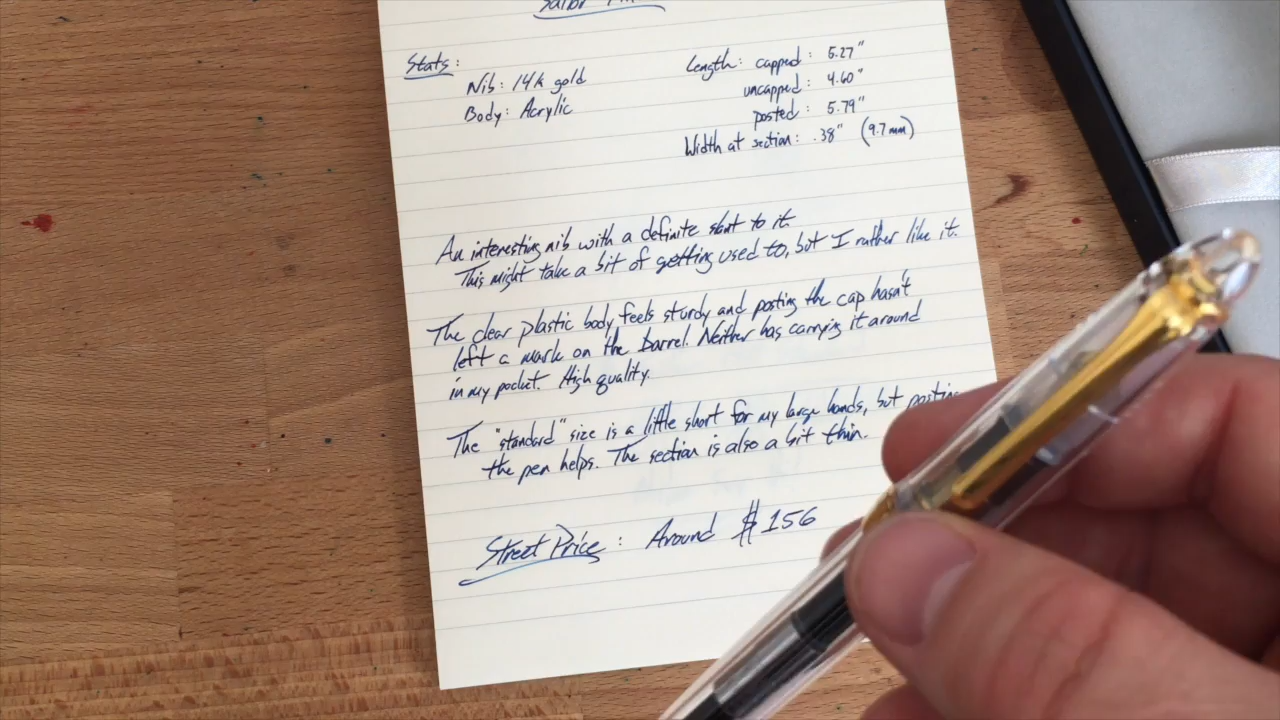 Sailor
Stats:
Nib: 14k gold
Body: Acrylic
Length: capped: 5.27"
uncapped: 4.60"
posted: 5.79"
Width at section: .38" (9.7mm)
An interesting nib with a definite slant to it.
This might take a bit of getting used to, but I rather like it.
The clear plastic body feels sturdy and posting the cap hasn't
left a mark on the barrel. Neither has carrying it around
in my pocket. High quality.
The "standard" size is a little short for my large hands, but posting
the pen helps. The section is also a bit thin.
Street Price: Around $156